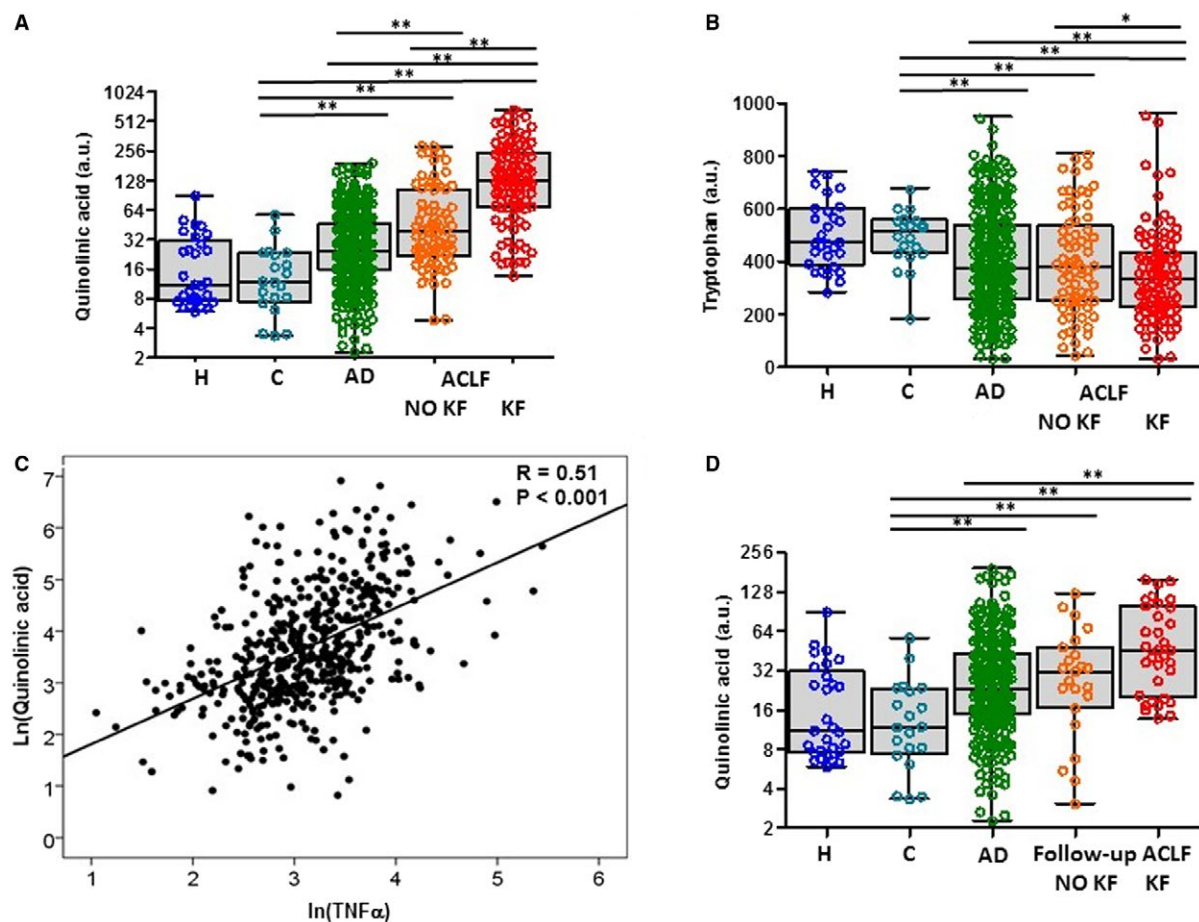 A
**
**
**
**
**
**
Quinolinic acid (a.u.)
1024
512
256
128
64
32
16
8
4
2
H C AD ACLF
NO KF KF
B
*
**
**
**
**
Tryptophan (a.u.)
1000
800
600
400
200
0
H C AD ACLF
NO KF KF
C
R = 0.51
P < 0.001
Ln(Quinolinic acid)
7
6
5
4
3
2
1
0
1 2 3 4 5 6
ln(TNFα)
D
**
**
**
**
Quinolinic acid (a.u.)
256
128
64
32
16
8
4
2
H C AD Follow-up ACLF
NO KF KF